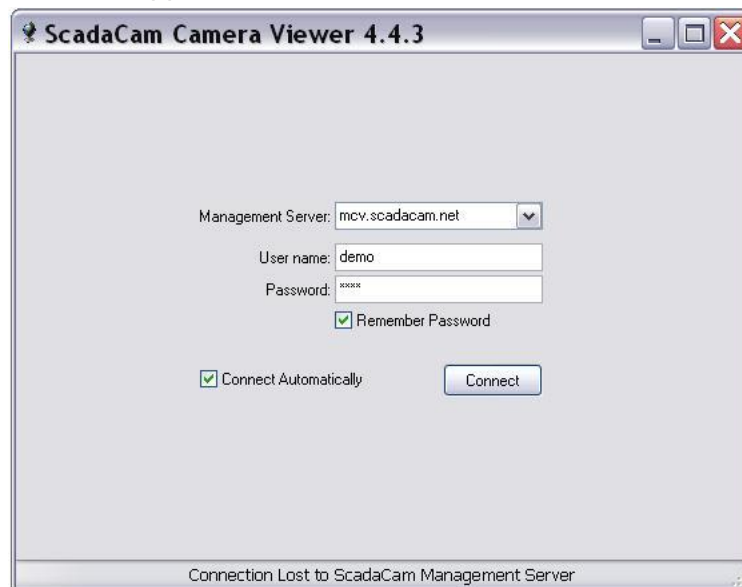 ScadaCam Camera Viewer 4.4.3
Management Server: mcv.scadacam.net
User name: demo
Password: ****
Remember Password
Connect Automatically Connect
Connection Lost to ScadaCam Management Server